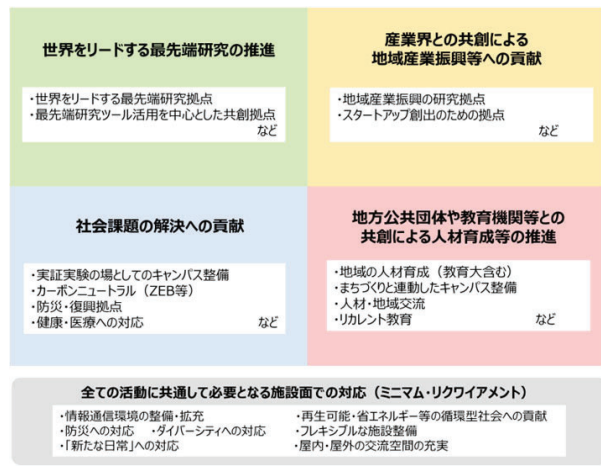 世界をリードする最先端研究の推進
・世界をリードする最先端研究拠点
・最先端研究ツール活用を中心とした共創拠点
など
産業界との共創による
地域産業振興等への貢献
・地域産業振興の研究拠点
・スタートアップ創出のための拠点
など
社会課題の解決への貢献
・実証実験の場としてのキャンパス整備
・カーボンニュートラル（ZEB等）
・防災・復興拠点
・健康・医療への対応 など
地方公共団体や教育機関等との
共創による人材育成等の推進
・地域の人材育成（教育大含む）
・まちづくりと連動したキャンパス整備
・人材・地域交流
・リカレント教育 など
全ての活動に共通して必要となる施設面での対応（ミニマム・リクワイアメント）
・情報通信環境の整備・拡充
・防災への対応 ・ダイバーシティへの対応
・「新たな日常」への対応
・再生可能・省エネルギー等の循環型社会への貢献
・フレキシブルな施設整備
・屋内・屋外の交流空間の充実